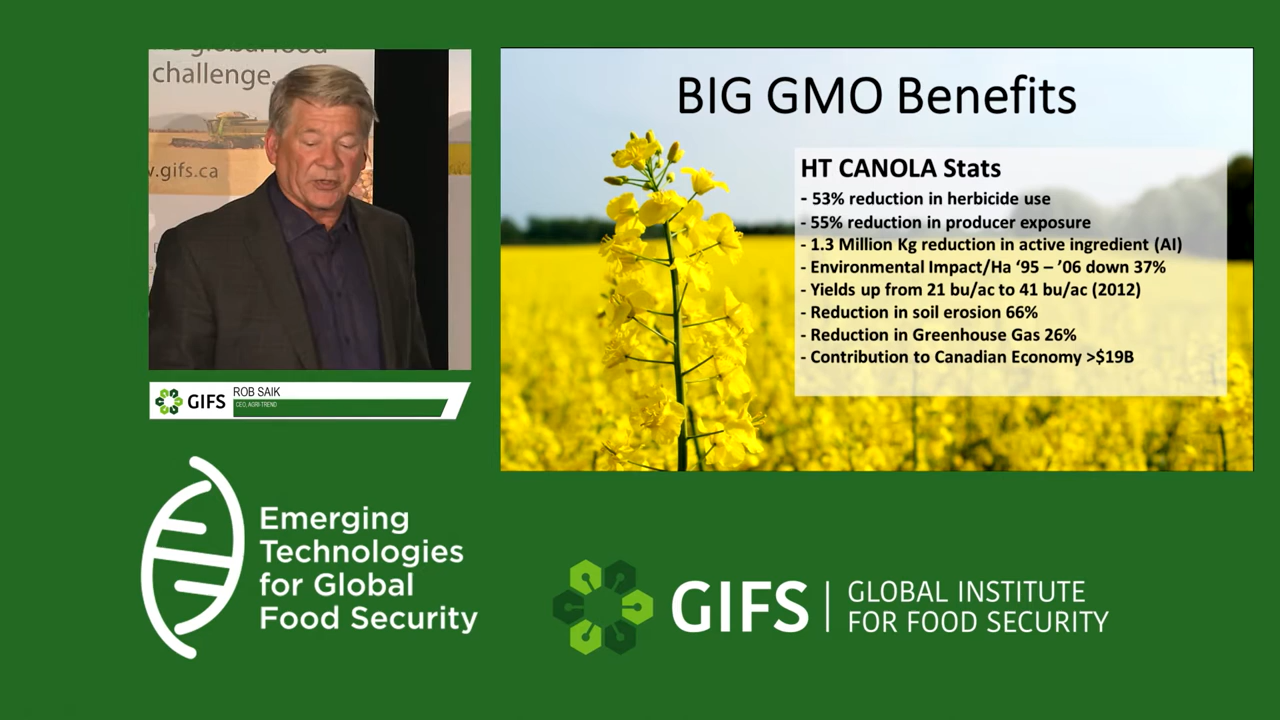 challenge.
v.gifs.ca
GIFS
ROB SAIK
CEO, AGRI-TREND
BIG GMO Benefits
HT CANOLA Stats
- 53% reduction in herbicide use
- 55% reduction in producer exposure
- 1.3 Million Kg reduction in active ingredient (AI)
- Environmental Impact/Ha ‘95 – ’06 down 37%
- Yields up from 21 bu/ac to 41 bu/ac (2012)
- Reduction in soil erosion 66%
- Reduction in Greenhouse Gas 26%
- Contribution to Canadian Economy >$19B
Emerging
Technologies
for Global
Food Security
GIFS
GLOBAL INSTITUTE
FOR FOOD SECURITY